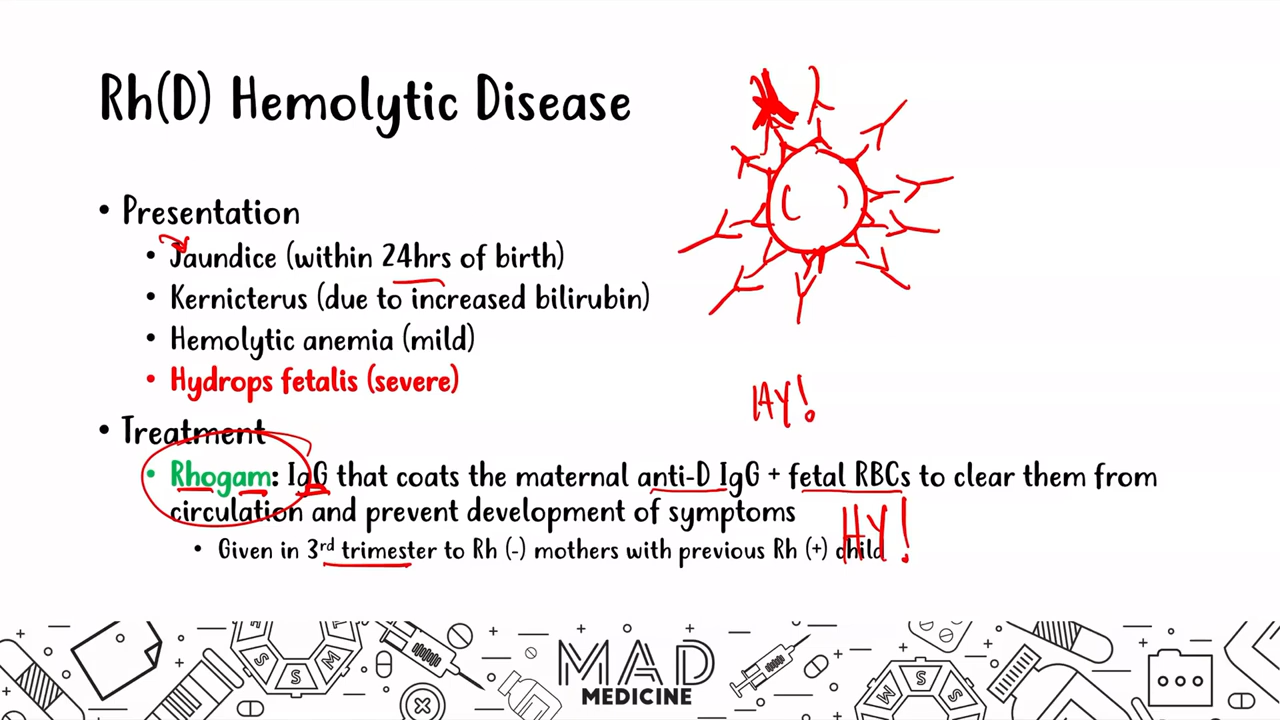 Rh(D) Hemolytic Disease
• Presentation
• Jaundice (within 24hrs of birth)
• Kernicterus (due to increased bilirubin)
• Hemolytic anemia (mild)
• Hydrops fetalis (severe)
HY!
• Treatment
• Rhogam: IgG that coats the maternal anti-D IgG + fetal RBCs to clear them from
circulation and prevent development of symptoms
HY!
• Given in 3rd trimester to Rh (-) mothers with previous Rh (+) child
MAD
MEDICINE
S
S
M
M
S
S